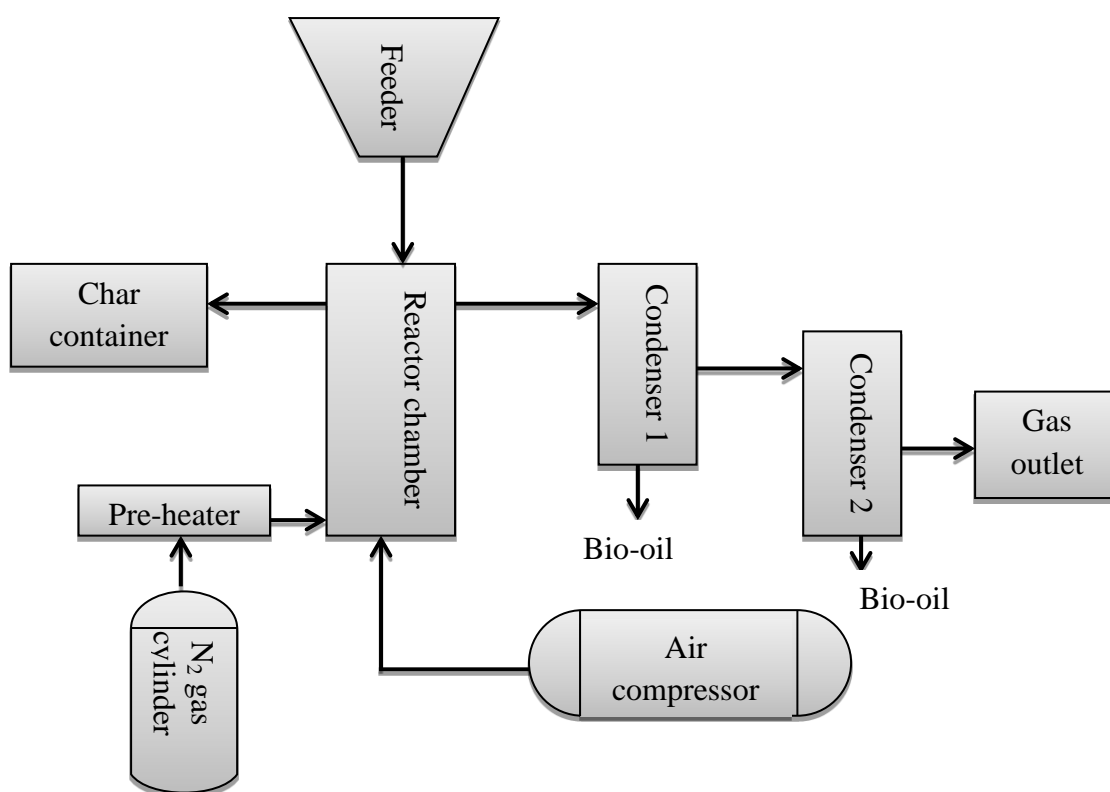 Feeder
Char
container
Reactor chamber
Condenser 1
Condenser 2
Gas
outlet
Pre-heater
Bio-oil
Bio-oil
N₂ gas
cylinder
Air
compressor